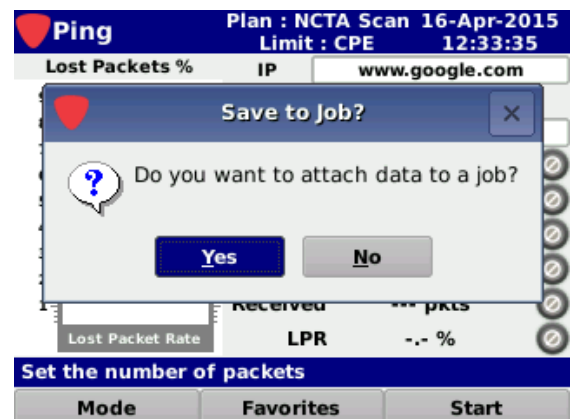 Ping
Plan : NCTA Scan 16-Apr-2015
Limit : CPE 12:33:35
Lost Packets % IP www.google.com
Save to Job?
Do you want to attach data to a job?
Yes No
1
Received --- pkts
Lost Packet Rate LPR -.- %
Set the number of packets
Mode Favorites Start